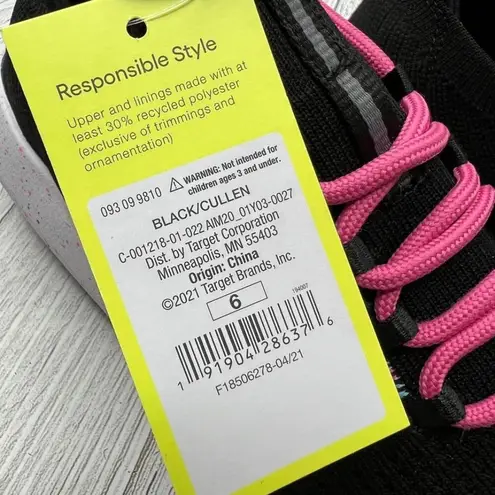 Responsible Style
Upper and linings made with at
least 30% recycled polyester
(exclusive of trimmings and
ornamentation)
093 09 9810
WARNING: Not intended for
children ages 3 and under.
BLACK/CULLEN
C-001218-01-022 AIM20_01Y03-0027
Dist. by Target Corporation
Minneapolis, MN 55403
Origin: China
©2021 Target Brands, Inc.
6
194007
1 91904 28637 6
F18506278-04/21